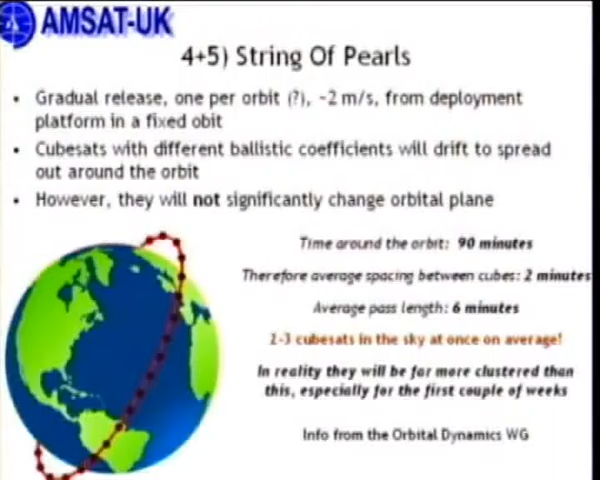 AMSAT-UK
4+5) String Of Pearls
• Gradual release, one per orbit (?), ~2 m/s, from deployment
platform in a fixed obit
• Cubesats with different ballistic coefficients will drift to spread
out around the orbit
• However, they will not significantly change orbital plane
Time around the orbit: 90 minutes
Therefore average spacing between cubes: 2 minutes
Average pass length: 6 minutes
2-3 cubesats in the sky at once on average!
In reality they will be far more clustered than
this, especially for the first couple of weeks
Info from the Orbital Dynamics WG